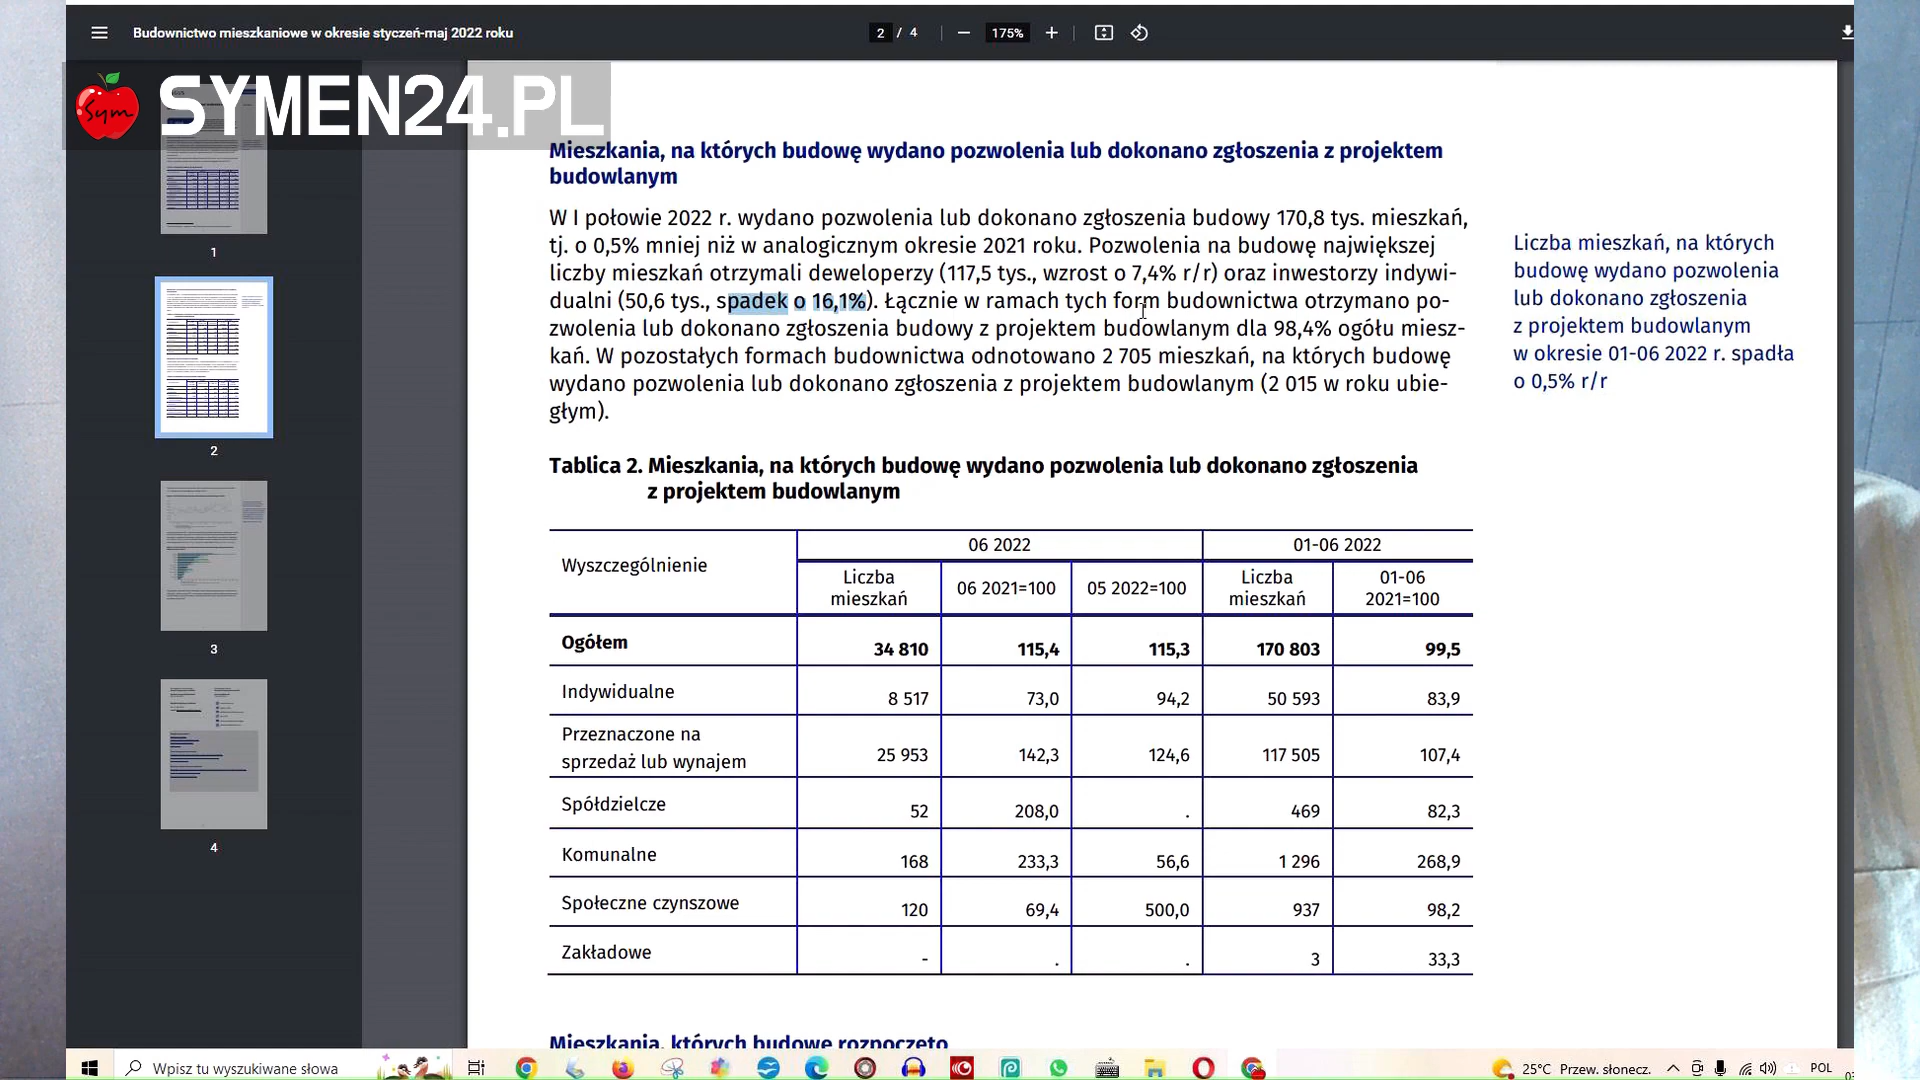 Budownictwo mieszkaniowe w okresie styczeń-maj 2022 roku
2 / 4
175%
Sym
SYMEN24.PL
1
2
3
4
Mieszkania, na których budowę wydano pozwolenia lub dokonano zgłoszenia z projektem
budowlanym
W I połowie 2022 r. wydano pozwolenia lub dokonano zgłoszenia budowy 170,8 tys. mieszkań,
tj. o 0,5% mniej niż w analogicznym okresie 2021 roku. Pozwolenia na budowę największej
liczby mieszkań otrzymali deweloperzy (117,5 tys., wzrost o 7,4% r/r) oraz inwestorzy indywi-
dualni (50,6 tys., spadek o 16,1%). Łącznie w ramach tych form budownictwa otrzymano po-
zwolenia lub dokonano zgłoszenia budowy z projektem budowlanym dla 98,4% ogółu miesz-
kań. W pozostałych formach budownictwa odnotowano 2 705 mieszkań, na których budowę
wydano pozwolenia lub dokonano zgłoszenia z projektem budowlanym (2 015 w roku ubie-
głym).
Liczba mieszkań, na których
budowę wydano pozwolenia
lub dokonano zgłoszenia
z projektem budowlanym
w okresie 01-06 2022 r. spadła
o 0,5% r/r
Tablica 2. Mieszkania, na których budowę wydano pozwolenia lub dokonano zgłoszenia
z projektem budowlanym
Wyszczególnienie
06 2022
01-06 2022
Liczba mieszkań
06 2021=100
05 2022=100
Liczba mieszkań
01-06 2021=100
Ogółem 34 810 115,4 115,3 170 803 99,5
Indywidualne 8 517 73,0 94,2 50 593 83,9
Przeznaczone na
sprzedaż lub wynajem 25 953 142,3 124,6 117 505 107,4
Spółdzielcze 52 208,0 . 469 82,3
Komunalne 168 233,3 56,6 1 296 268,9
Społeczne czynszowe 120 69,4 500,0 937 98,2
Zakładowe - . . 3 33,3
Mieszkania, których budowę rozpoczęto
Wpisz tu wyszukiwane słowa
25°C Przew. słonecz.
POL